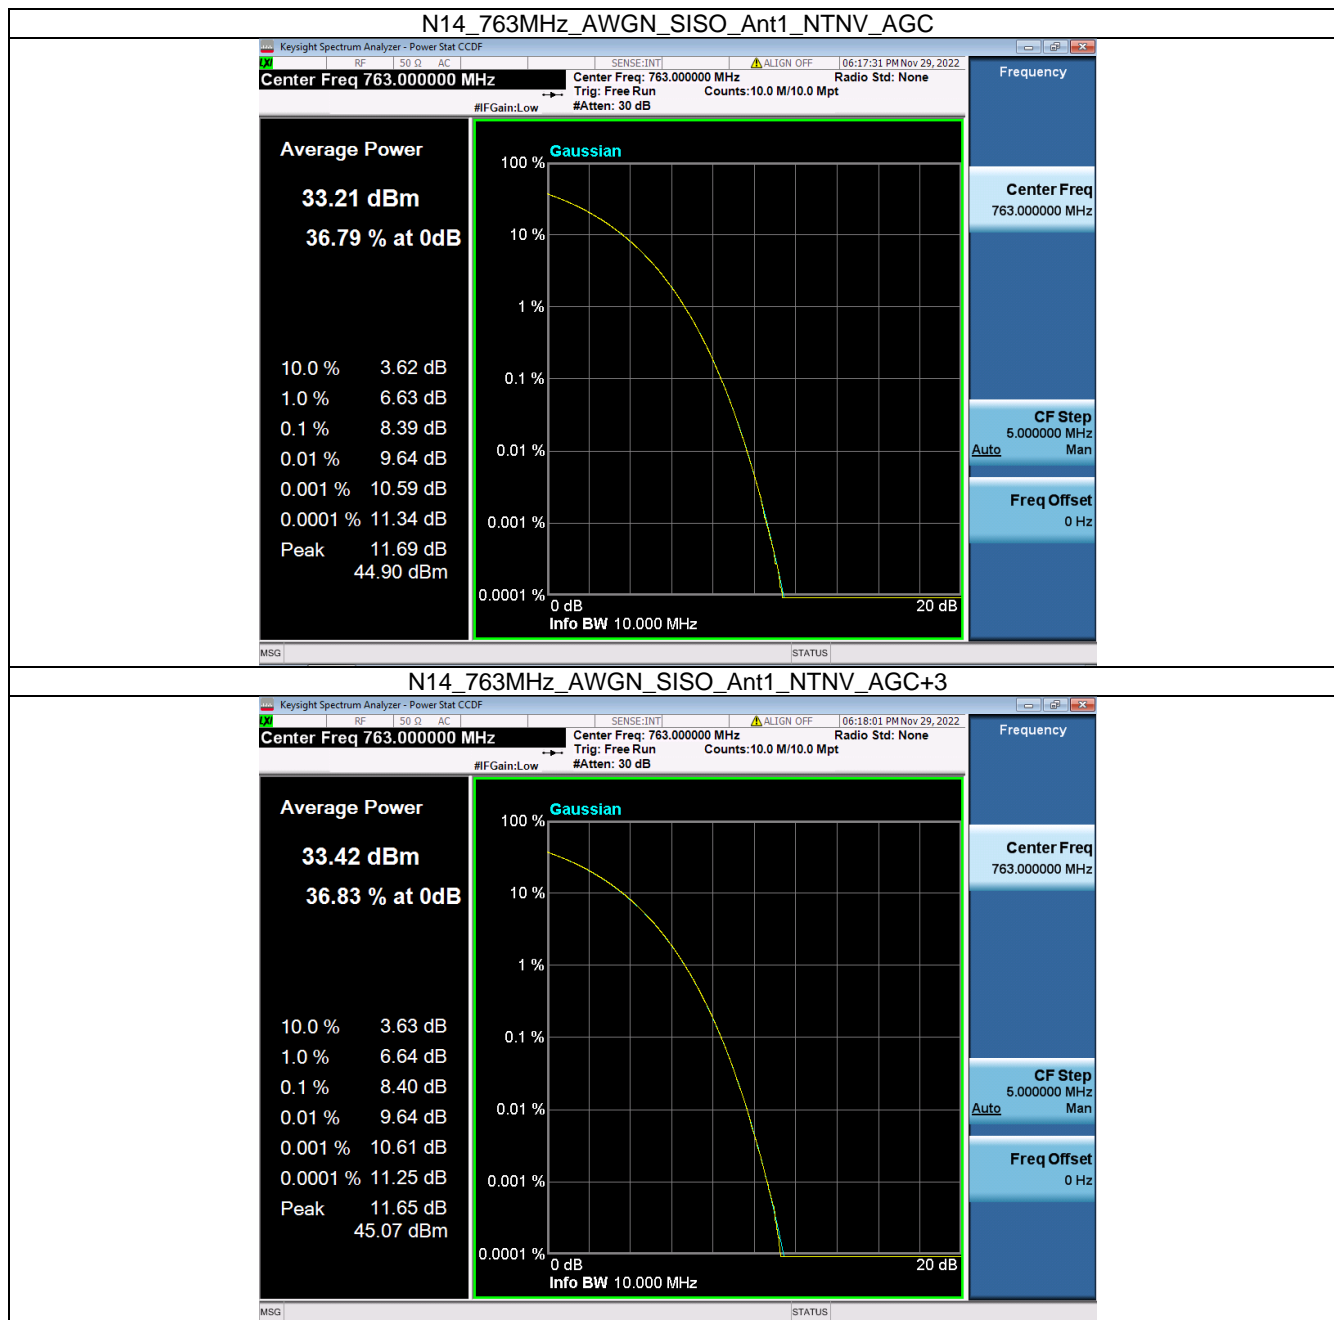 N14_763MHz_AWGN_SISO_Ant1_NTNV_AGC
Keysight Spectrum Analyzer - Power Stat CCDF
LXI RF 50 Ω AC SENSE:INT ALIGN OFF 06:17:31 PM Nov 29, 2022
Center Freq 763.000000 MHz
Center Freq: 763.000000 MHz Radio Std: None
Trig: Free Run Counts:10.0 M/10.0 Mpt
#IFGain:Low #Atten: 30 dB
Frequency
Average Power
33.21 dBm
36.79 % at 0dB
10.0 % 3.62 dB
1.0 % 6.63 dB
0.1 % 8.39 dB
0.01 % 9.64 dB
0.001 % 10.59 dB
0.0001 % 11.34 dB
Peak 11.69 dB
44.90 dBm
Gaussian
100 %
10 %
1 %
0.1 %
0.01 %
0.001 %
0.0001 %
0 dB 20 dB
Info BW 10.000 MHz
Center Freq
763.000000 MHz
CF Step
5.000000 MHz
Auto Man
Freq Offset
0 Hz
MSG STATUS
N14_763MHz_AWGN_SISO_Ant1_NTNV_AGC+3
Keysight Spectrum Analyzer - Power Stat CCDF
LXI RF 50 Ω AC SENSE:INT ALIGN OFF 06:18:01 PM Nov 29, 2022
Center Freq 763.000000 MHz
Center Freq: 763.000000 MHz Radio Std: None
Trig: Free Run Counts:10.0 M/10.0 Mpt
#IFGain:Low #Atten: 30 dB
Frequency
Average Power
33.42 dBm
36.83 % at 0dB
10.0 % 3.63 dB
1.0 % 6.64 dB
0.1 % 8.40 dB
0.01 % 9.64 dB
0.001 % 10.61 dB
0.0001 % 11.25 dB
Peak 11.65 dB
45.07 dBm
Gaussian
100 %
10 %
1 %
0.1 %
0.01 %
0.001 %
0.0001 %
0 dB 20 dB
Info BW 10.000 MHz
Center Freq
763.000000 MHz
CF Step
5.000000 MHz
Auto Man
Freq Offset
0 Hz
MSG STATUS